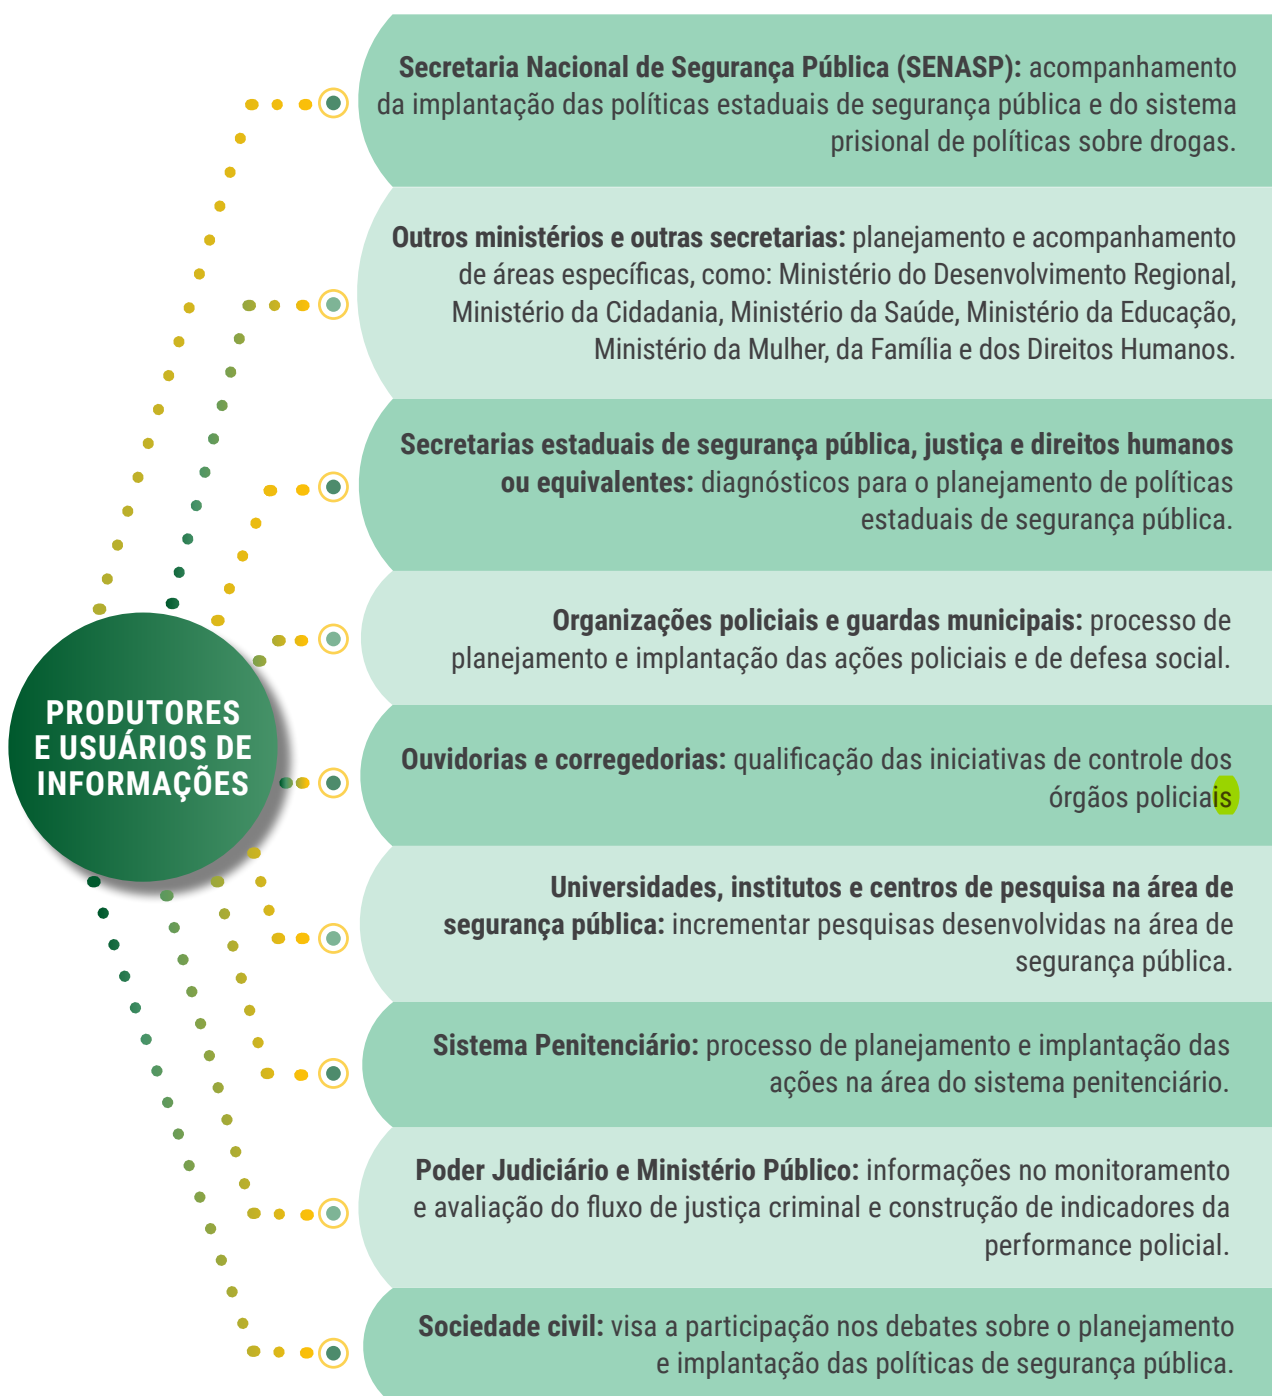 Secretaria Nacional de Segurança Pública (SENASP): acompanhamento
da implantação das políticas estaduais de segurança pública e do sistema
prisional de políticas sobre drogas.
Outros ministérios e outras secretarias: planejamento e acompanhamento
de áreas específicas, como: Ministério do Desenvolvimento Regional,
Ministério da Cidadania, Ministério da Saúde, Ministério da Educação,
Ministério da Mulher, da Família e dos Direitos Humanos.
Secretarias estaduais de segurança pública, justiça e direitos humanos
ou equivalentes: diagnósticos para o planejamento de políticas
estaduais de segurança pública.
Organizações policiais e guardas municipais: processo de
planejamento e implantação das ações policiais e de defesa social.
PRODUTORES
E USUÁRIOS DE
INFORMAÇÕES
Ouvidorias e corregedorias: qualificação das iniciativas de controle dos
órgãos policiais
Universidades, institutos e centros de pesquisa na área de
segurança pública: incrementar pesquisas desenvolvidas na área de
segurança pública.
Sistema Penitenciário: processo de planejamento e implantação das
ações na área do sistema penitenciário.
Poder Judiciário e Ministério Público: informações no monitoramento
e avaliação do fluxo de justiça criminal e construção de indicadores da
performance policial.
Sociedade civil: visa a participação nos debates sobre o planejamento
e implantação das políticas de segurança pública.